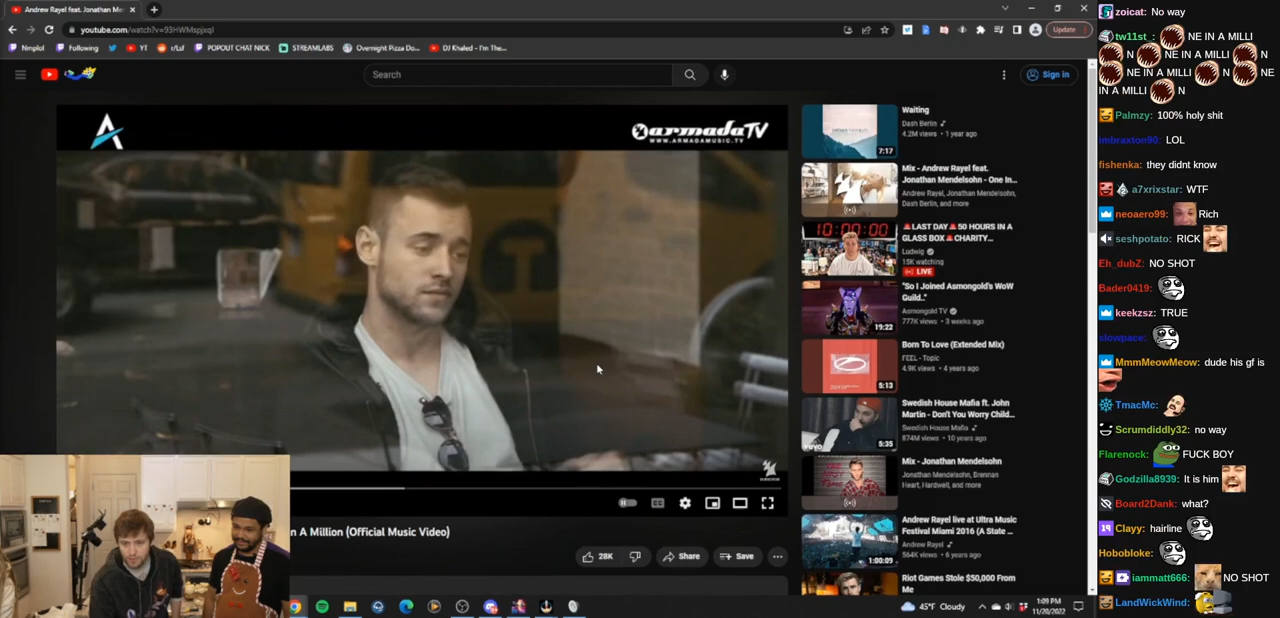 Andrew Rayel feat. Jonathan Me
youtube.com/watch?v=93HWMspjxqI
Update
Nmplol
Following
YT
r/Lsf
POPOUT CHAT NICK
STREAMLABS
Overnight Pizza Do...
DJ Khaled - I'm The...
Search
Sign in
armadaTV
WWW.ARMADAMUSIC.TV
n A Million (Official Music Video)
28K
Share
Save
Waiting
Dash Berlin
4.2M views • 1 year ago
7:17
Mix - Andrew Rayel feat.
Jonathan Mendelsohn - One In...
Andrew Rayel, Jonathan Mendelsohn,
Dash Berlin, and more
10:00:00
🚨LAST DAY🚨50 HOURS IN A
GLASS BOX🚨CHARITY...
Ludwig
15K watching
LIVE
"So I Joined Asmongold's WoW
Guild.."
Asmongold TV
777K views • 3 weeks ago
19:22
Born To Love (Extended Mix)
FEEL - Topic
4.9K views • 4 years ago
5:13
Swedish House Mafia ft. John
Martin - Don't You Worry Child...
Swedish House Mafia
874M views • 10 years ago
vevo
5:35
Mix - Jonathan Mendelsohn
Jonathan Mendelsohn, Brennan
Heart, Hardwell, and more
Andrew Rayel live at Ultra Music
Festival Miami 2016 (A State ...
Andrew Rayel
564K views • 6 years ago
1:00:09
Riot Games Stole $50,000 From
Me
45°F Cloudy
1:09 PM
11/20/2022
zoicat: No way
tw11st_: NE IN A MILLI
N NE IN A MILLI N
NE IN A MILLI N NE
IN A MILLI N
Palmzy: 100% holy shit
imbraxton90: LOL
fishenka: they didnt know
a7xrixstar: WTF
neoaero99: Rich
seshpotato: RICK
Eh_dubZ: NO SHOT
Bader0419:
keekzsz: TRUE
slowpace:
MmmMeowMeow: dude his gf is
TmacMc:
Scrumdiddly32: no way
Flarenock: FUCK BOY
Godzilla8939: It is him
Board2Dank: what?
Clayy: hairline
Hobobloke:
iammatt666: NO SHOT
LandWickWind: